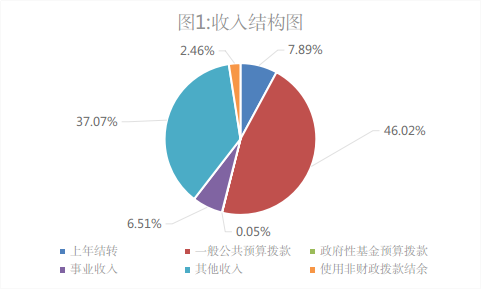 图1:收入结构图
2.46%
7.89%
37.07%
46.02%
6.51%
0.05%
上年结转
一般公共预算拨款
政府性基金预算拨款
事业收入
其他收入
使用非财政拨款结余